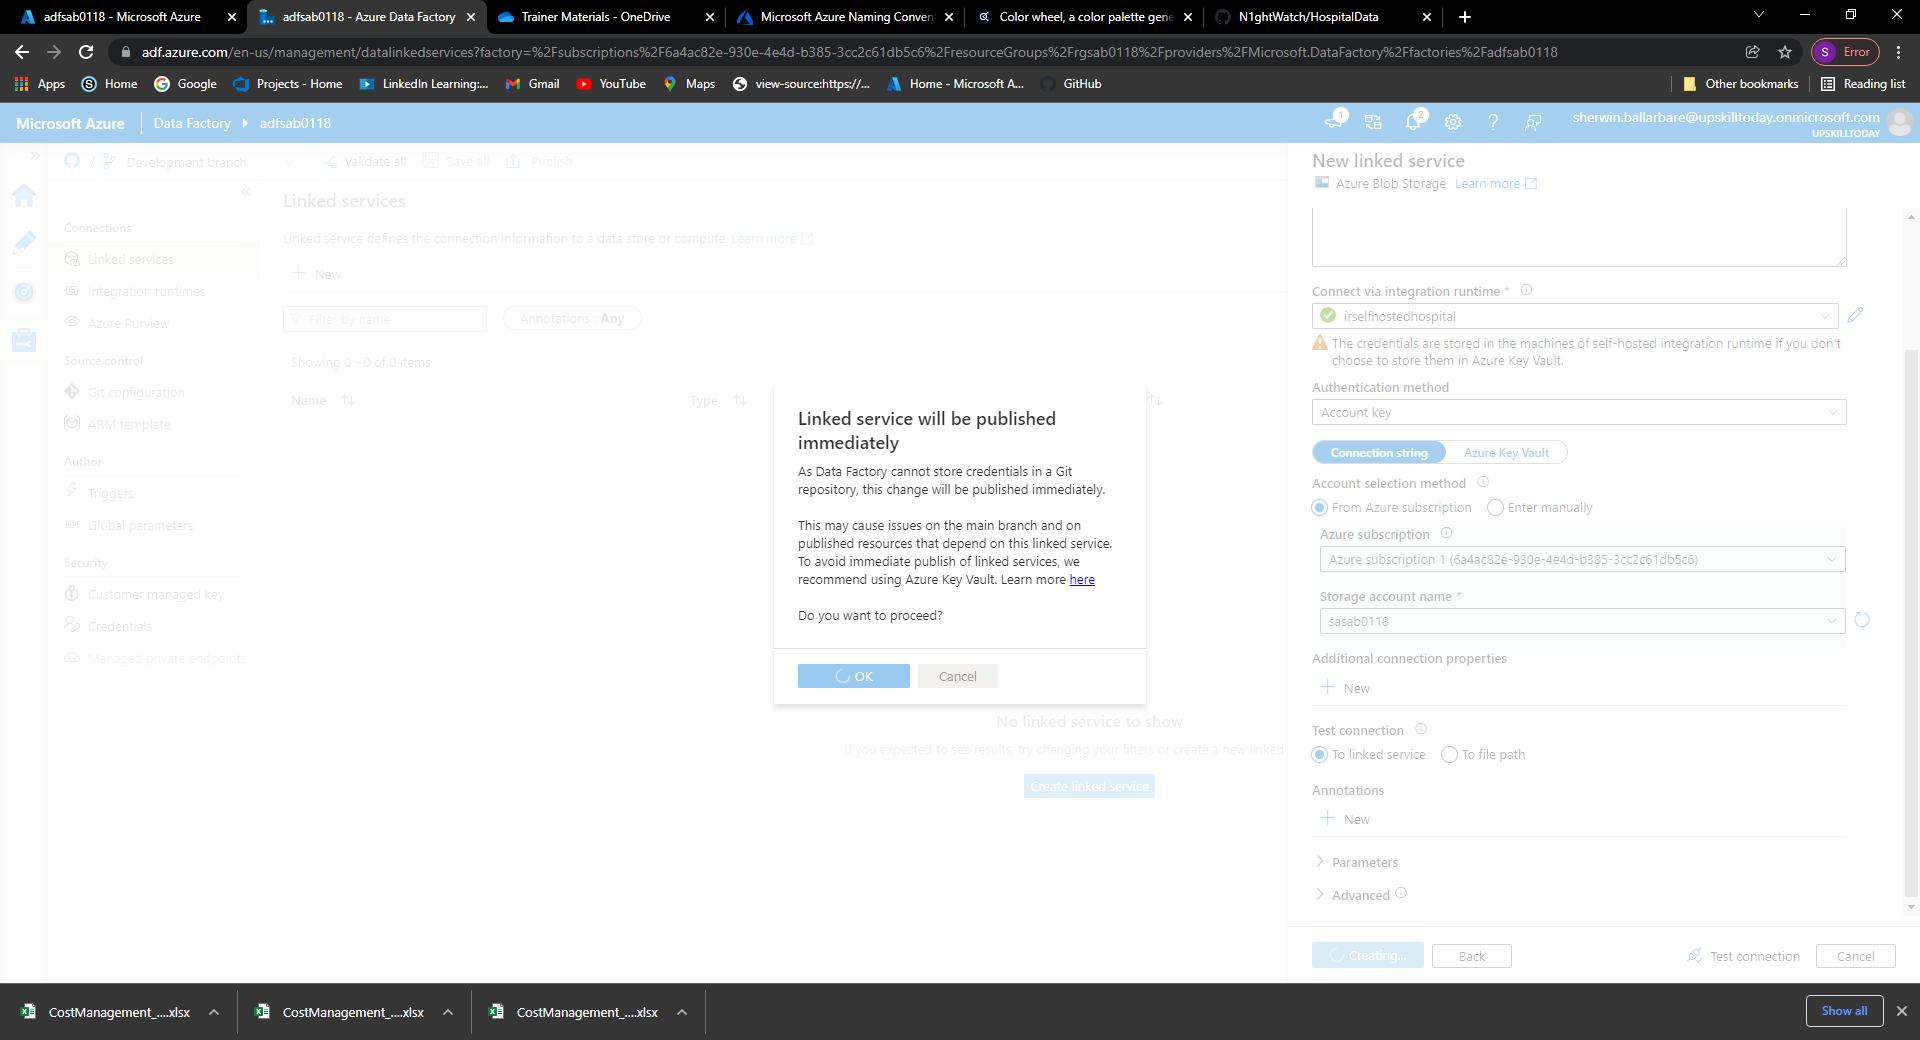 adfsab0118 - Microsoft Azure
adfsab0118 - Azure Data Factory
Trainer Materials - OneDrive
Microsoft Azure Naming Conven
Color wheel, a color palette gene
N1ghtWatch/HospitalData
adf.azure.com/en-us/management/datalinkedservices?factory=%2Fsubscriptions%2F6a4ac82e-930e-4e4d-b385-3cc2c61db5c6%2FresourceGroups%2Frgsab0118%2Fproviders%2FMicrosoft.DataFactory%2Ffactories%2Fadfsab0118
S Error
Apps
Home
Google
Projects - Home
LinkedIn Learning:...
Gmail
YouTube
Maps
view-source:https://...
Home - Microsoft A...
GitHub
Other bookmarks
Reading list
Microsoft Azure
Data Factory
adfsab0118
1
2
sherwin.ballarbare@upskilltoday.onmicrosoft.com
UPSKILLTODAY
/ Development branch
Validate all
Save all
Publish
Connections
Linked services
Integration runtimes
Azure Purview
Source control
Git configuration
ARM template
Author
Triggers
Global parameters
Security
Customer managed key
Credentials
Managed private endpoints
Linked services
Linked service defines the connection information to a data store or compute. Learn more
New
Filter by name
Annotations : Any
Showing 0 - 0 of 0 items
Name
Type
No linked service to show
If you expected to see results, try changing your filters or create a new linked
Create linked service
Linked service will be published
immediately
As Data Factory cannot store credentials in a Git
repository, this change will be published immediately.
This may cause issues on the main branch and on
published resources that depend on this linked service.
To avoid immediate publish of linked services, we
recommend using Azure Key Vault. Learn more here
Do you want to proceed?
OK
Cancel
New linked service
Azure Blob Storage Learn more
Connect via integration runtime *
irselfhostedhospital
The credentials are stored in the machines of self-hosted integration runtime if you don't
choose to store them in Azure Key Vault.
Authentication method
Account key
Connection string
Azure Key Vault
Account selection method
From Azure subscription
Enter manually
Azure subscription
Azure subscription 1 (6a4ac82e-930e-4e4d-b385-3cc2c61db5c6)
Storage account name *
sasab0118
Additional connection properties
New
Test connection
To linked service
To file path
Annotations
New
Parameters
Advanced
Creating...
Back
Test connection
Cancel
CostManagement_....xlsx
CostManagement_....xlsx
CostManagement_....xlsx
Show all